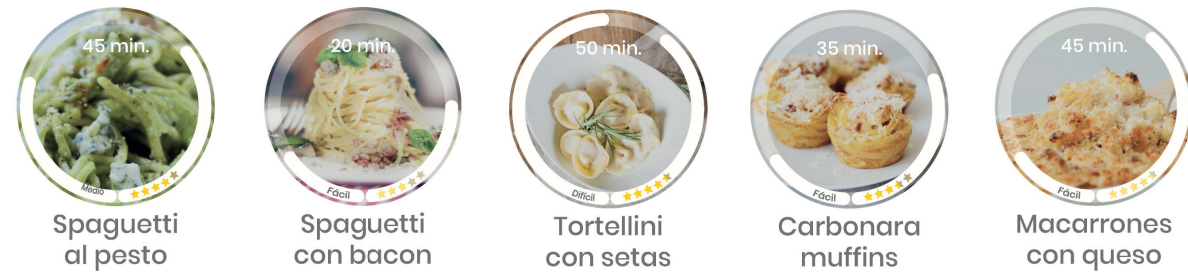 45 min.
Medio
Spaguetti
al pesto
20 min.
Fácil
Spaguetti
con bacon
50 min.
Difícil
Tortellini
con setas
35 min.
Fácil
Carbonara
muffins
45 min.
Fácil
Macarrones
con queso